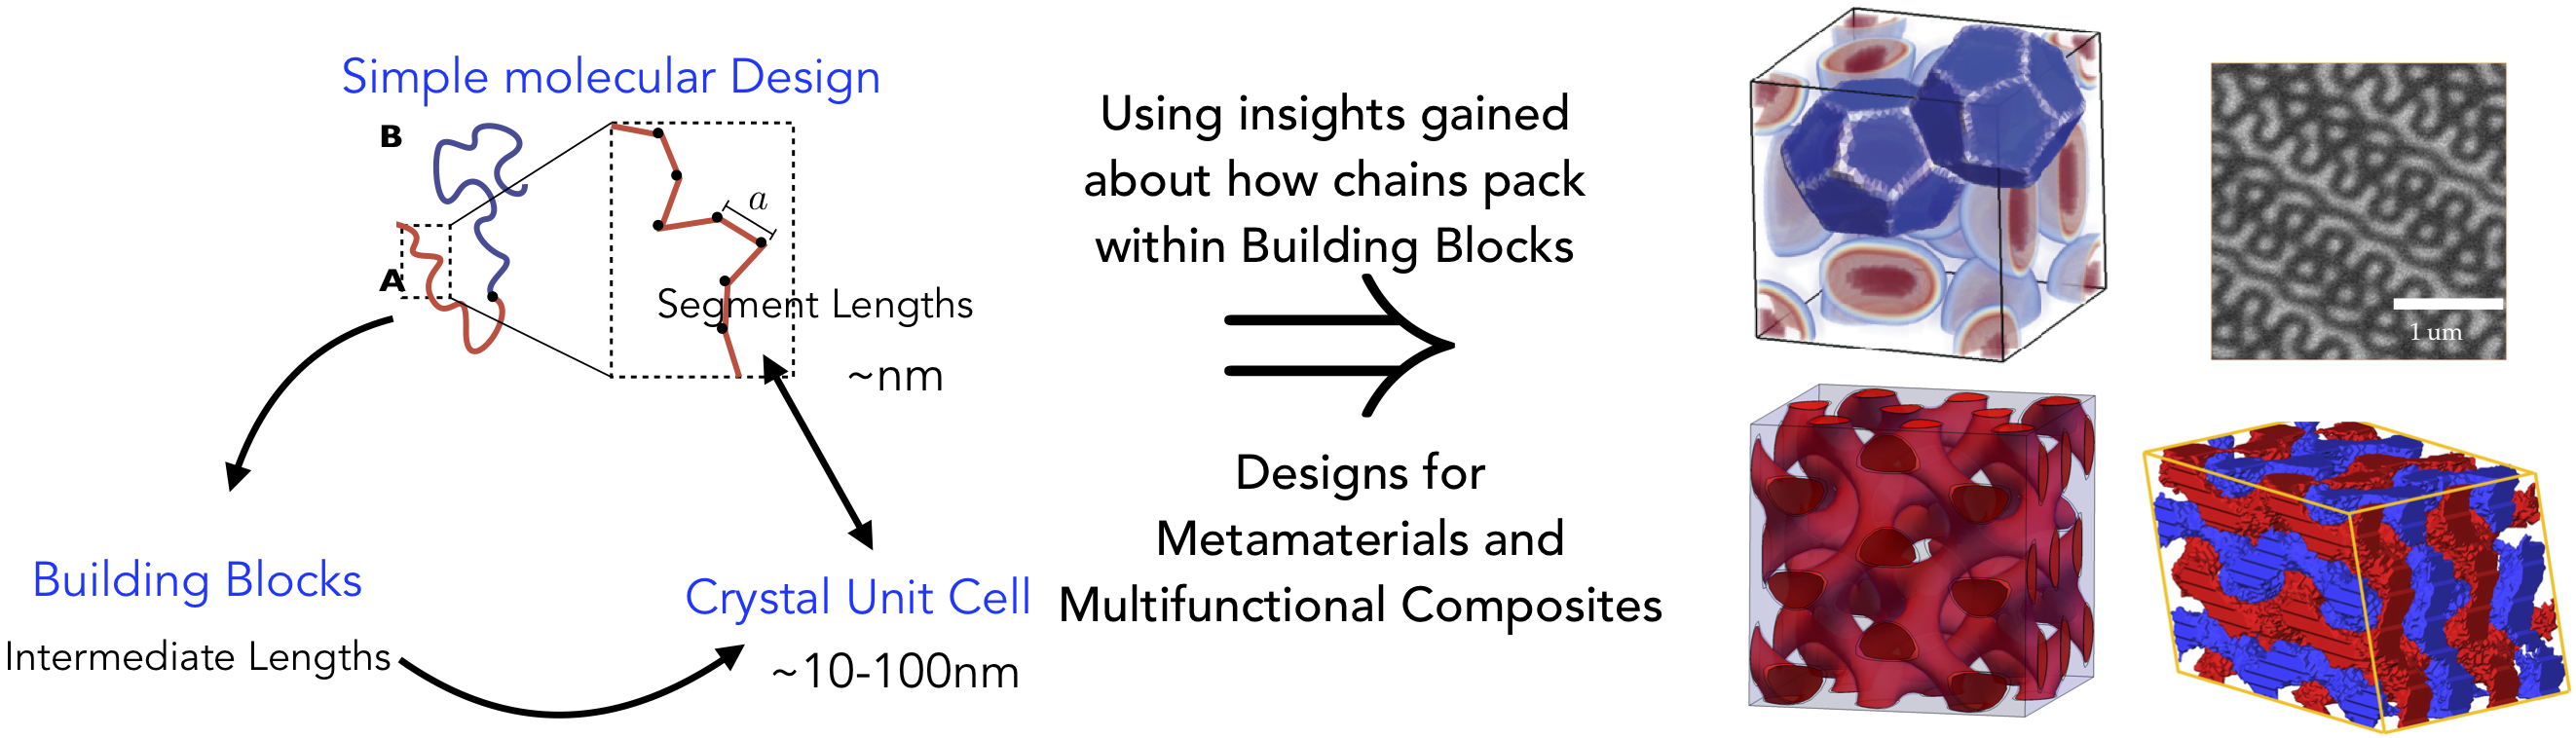 Simple molecular Design
B
A
a
Segment Lengths
~nm
Building Blocks
Intermediate Lengths
Crystal Unit Cell
~10-100nm
Using insights gained
about how chains pack
within Building Blocks
Designs for
Metamaterials and
Multifunctional Composites
1 um